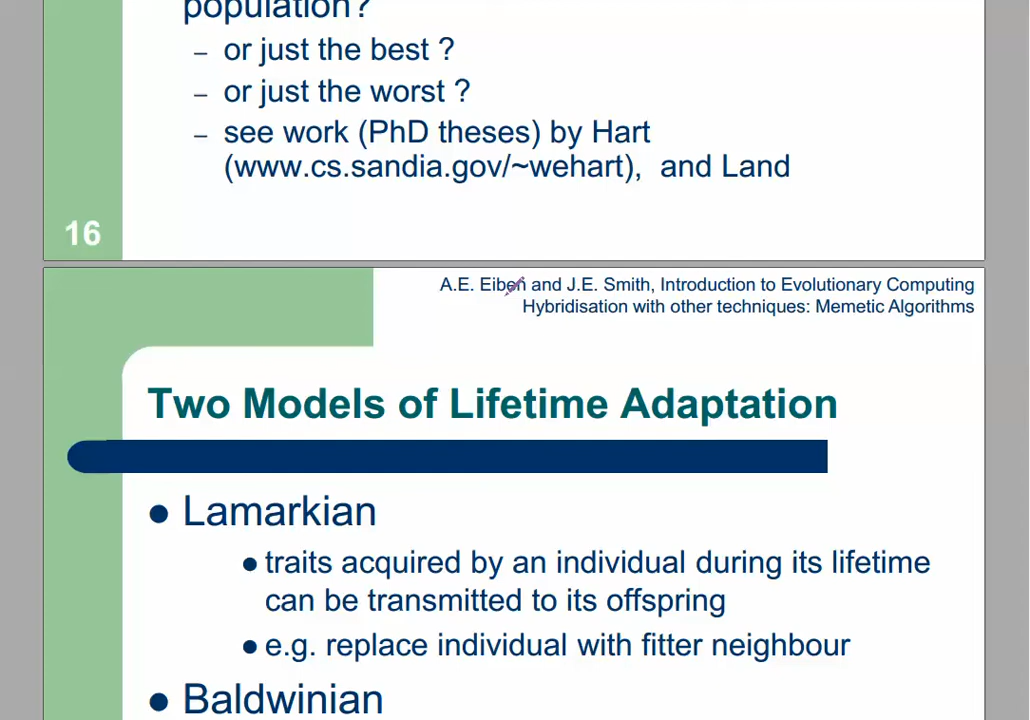 population?
– or just the best ?
– or just the worst ?
– see work (PhD theses) by Hart
(www.cs.sandia.gov/~wehart), and Land
16
A.E. Eiben and J.E. Smith, Introduction to Evolutionary Computing
Hybridisation with other techniques: Memetic Algorithms
Two Models of Lifetime Adaptation
● Lamarkian
● traits acquired by an individual during its lifetime
can be transmitted to its offspring
● e.g. replace individual with fitter neighbour
● Baldwinian